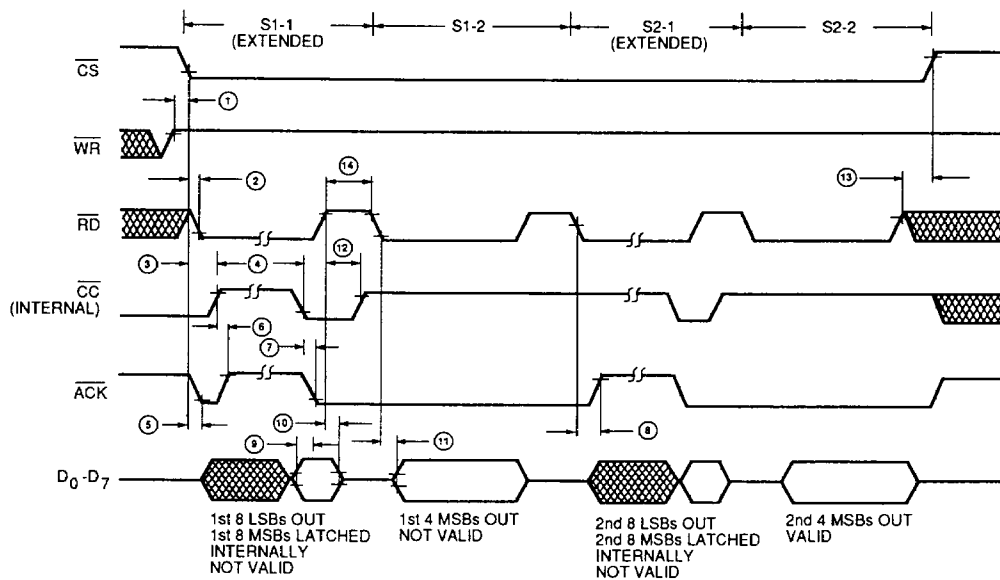 S1-1
(EXTENDED
S1-2
S2-1
(EXTENDED)
S2-2
CS
1
WR
2
14
13
RD
3
4
12
CC
(INTERNAL)
6
7
ACK
5
10
9
11
8
D0-D7
1st 8 LSBs OUT
1st 8 MSBs LATCHED
INTERNALLY
NOT VALID
1st 4 MSBs OUT
NOT VALID
2nd 8 LSBs OUT
2nd 8 MSBs LATCHED
INTERNALLY
NOT VALID
2nd 4 MSBs OUT
VALID